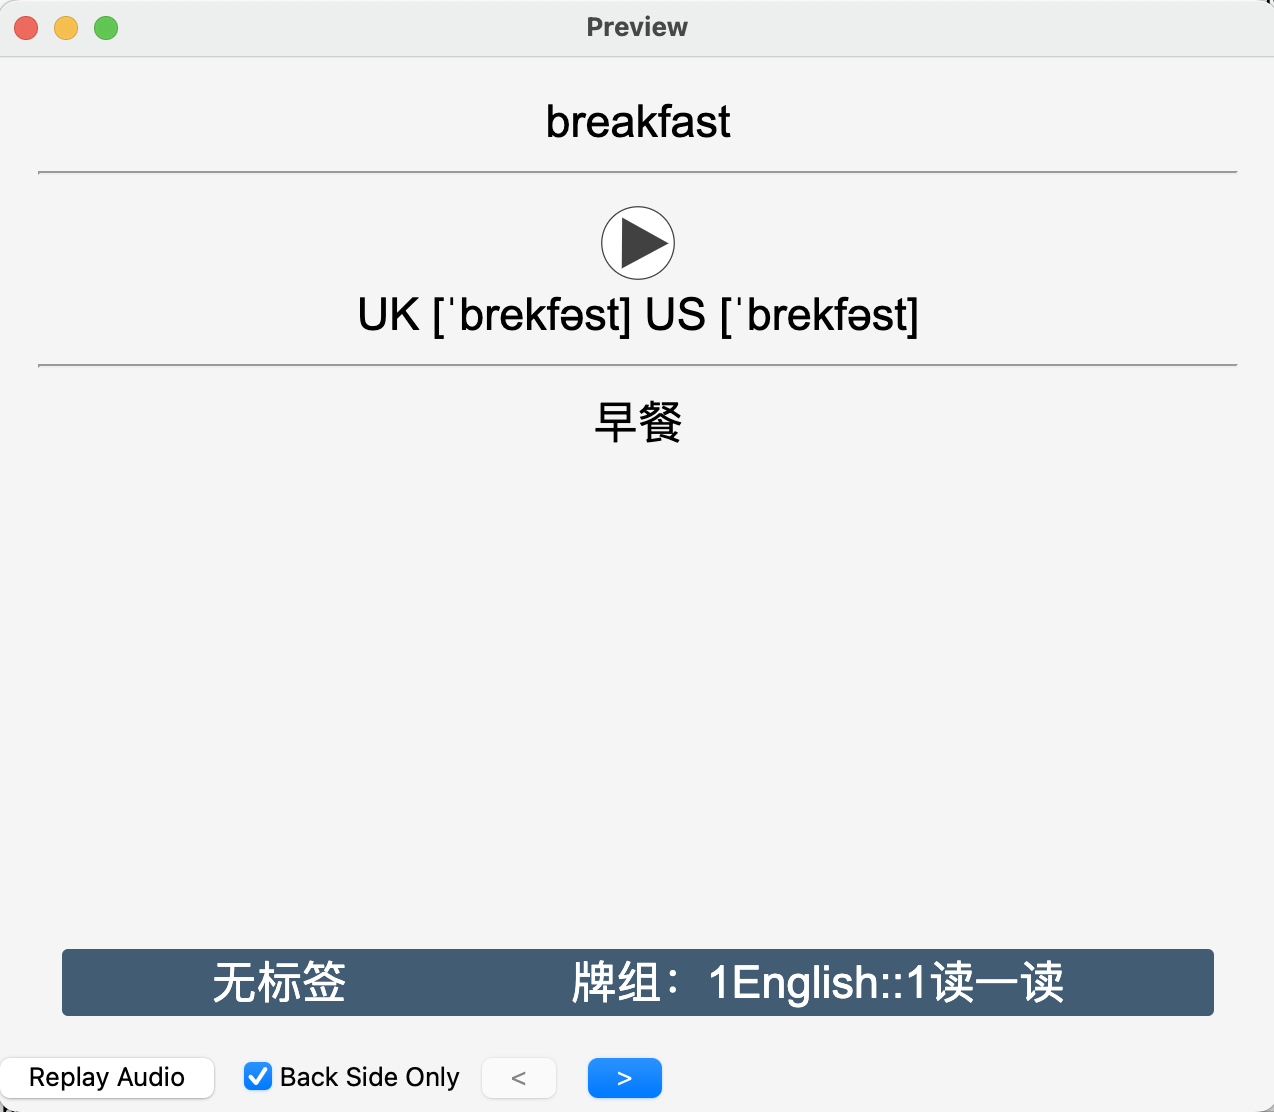 Preview
breakfast
UK [ˈbrekfəst] US [ˈbrekfəst]
早餐
无标签 牌组：1English::1读一读
Replay Audio Back Side Only < >